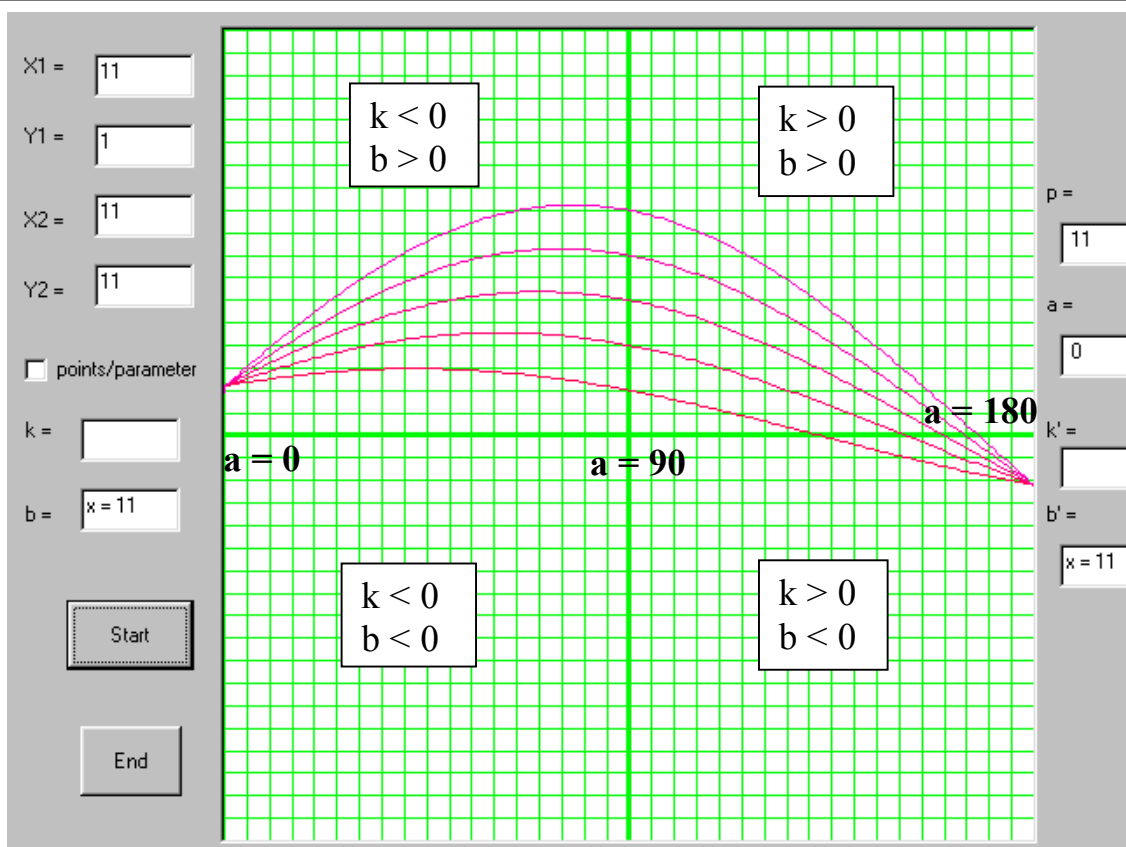 X1 = 11
Y1 = 1
X2 = 11
Y2 = 11
points/parameter
k =
b = x = 11
Start
End
k < 0
b > 0
k > 0
b > 0
a = 0
a = 90
a = 180
k < 0
b < 0
k > 0
b < 0
p =
11
a =
0
k' =
b' =
x = 11